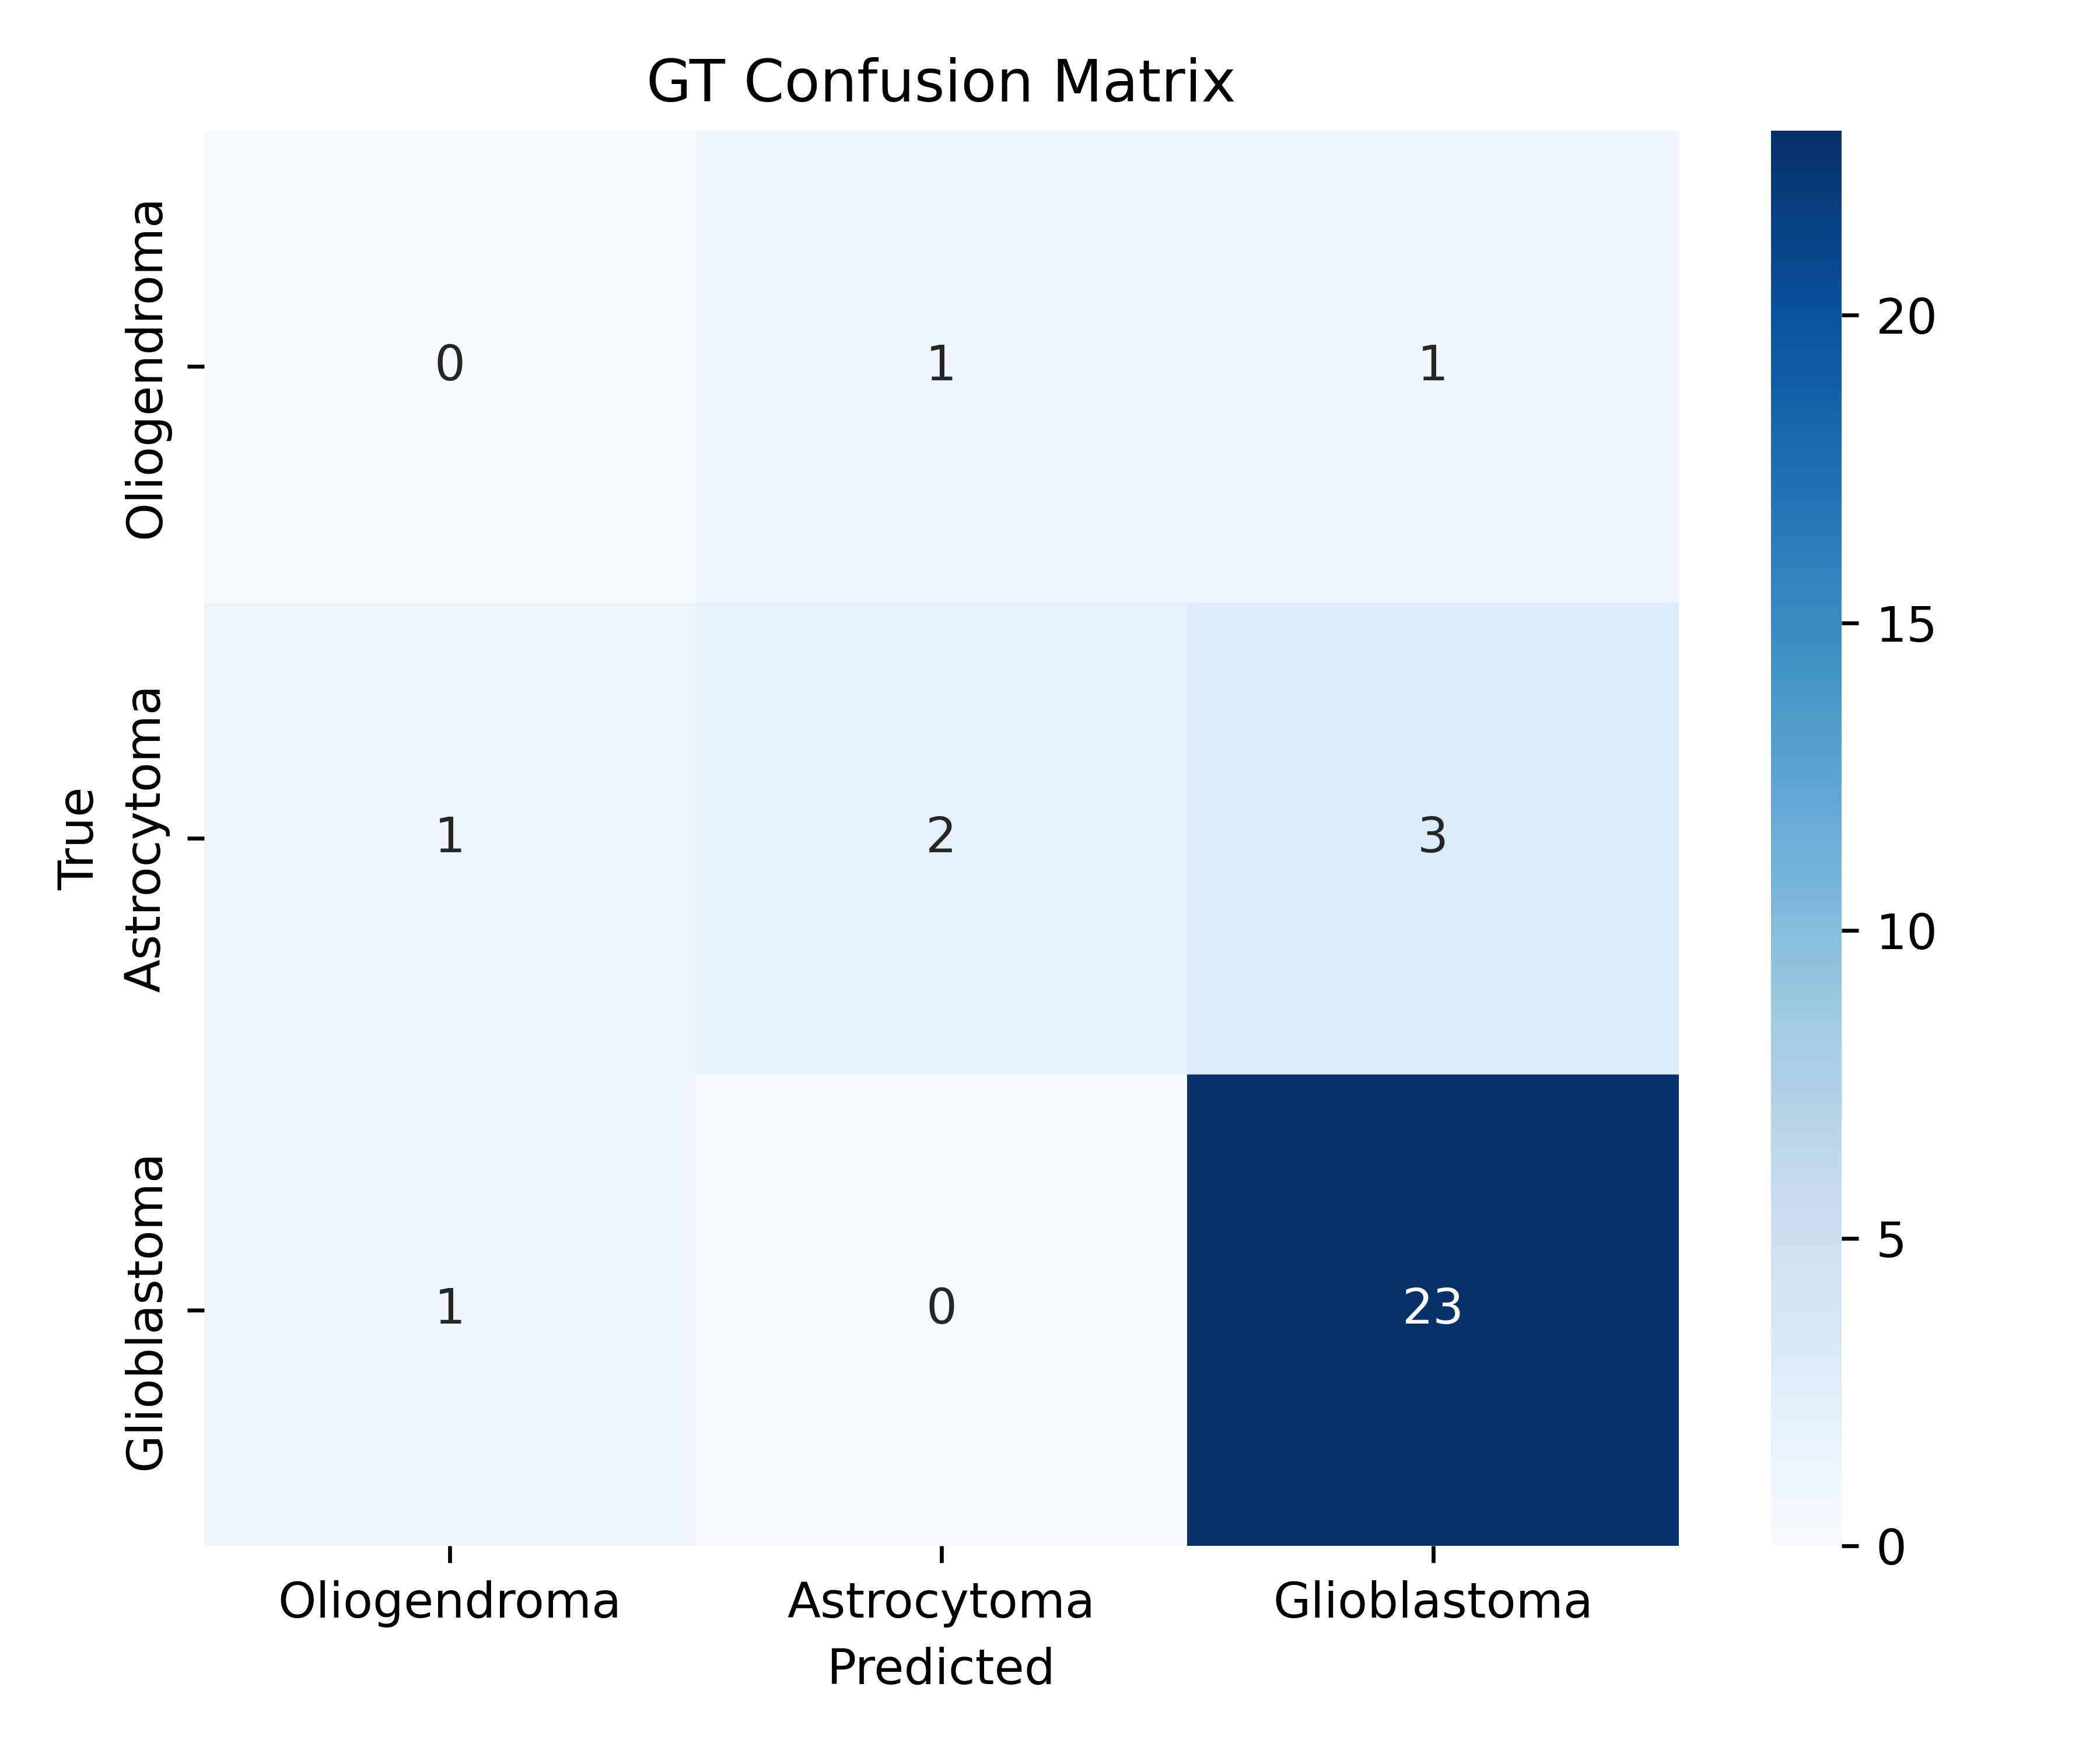 GT Confusion Matrix
True
Oliogendroma
0 1 1
Astrocytoma
1 2 3
Glioblastoma
1 0 23
Oliogendroma Astrocytoma Glioblastoma
Predicted
20
15
10
5
0